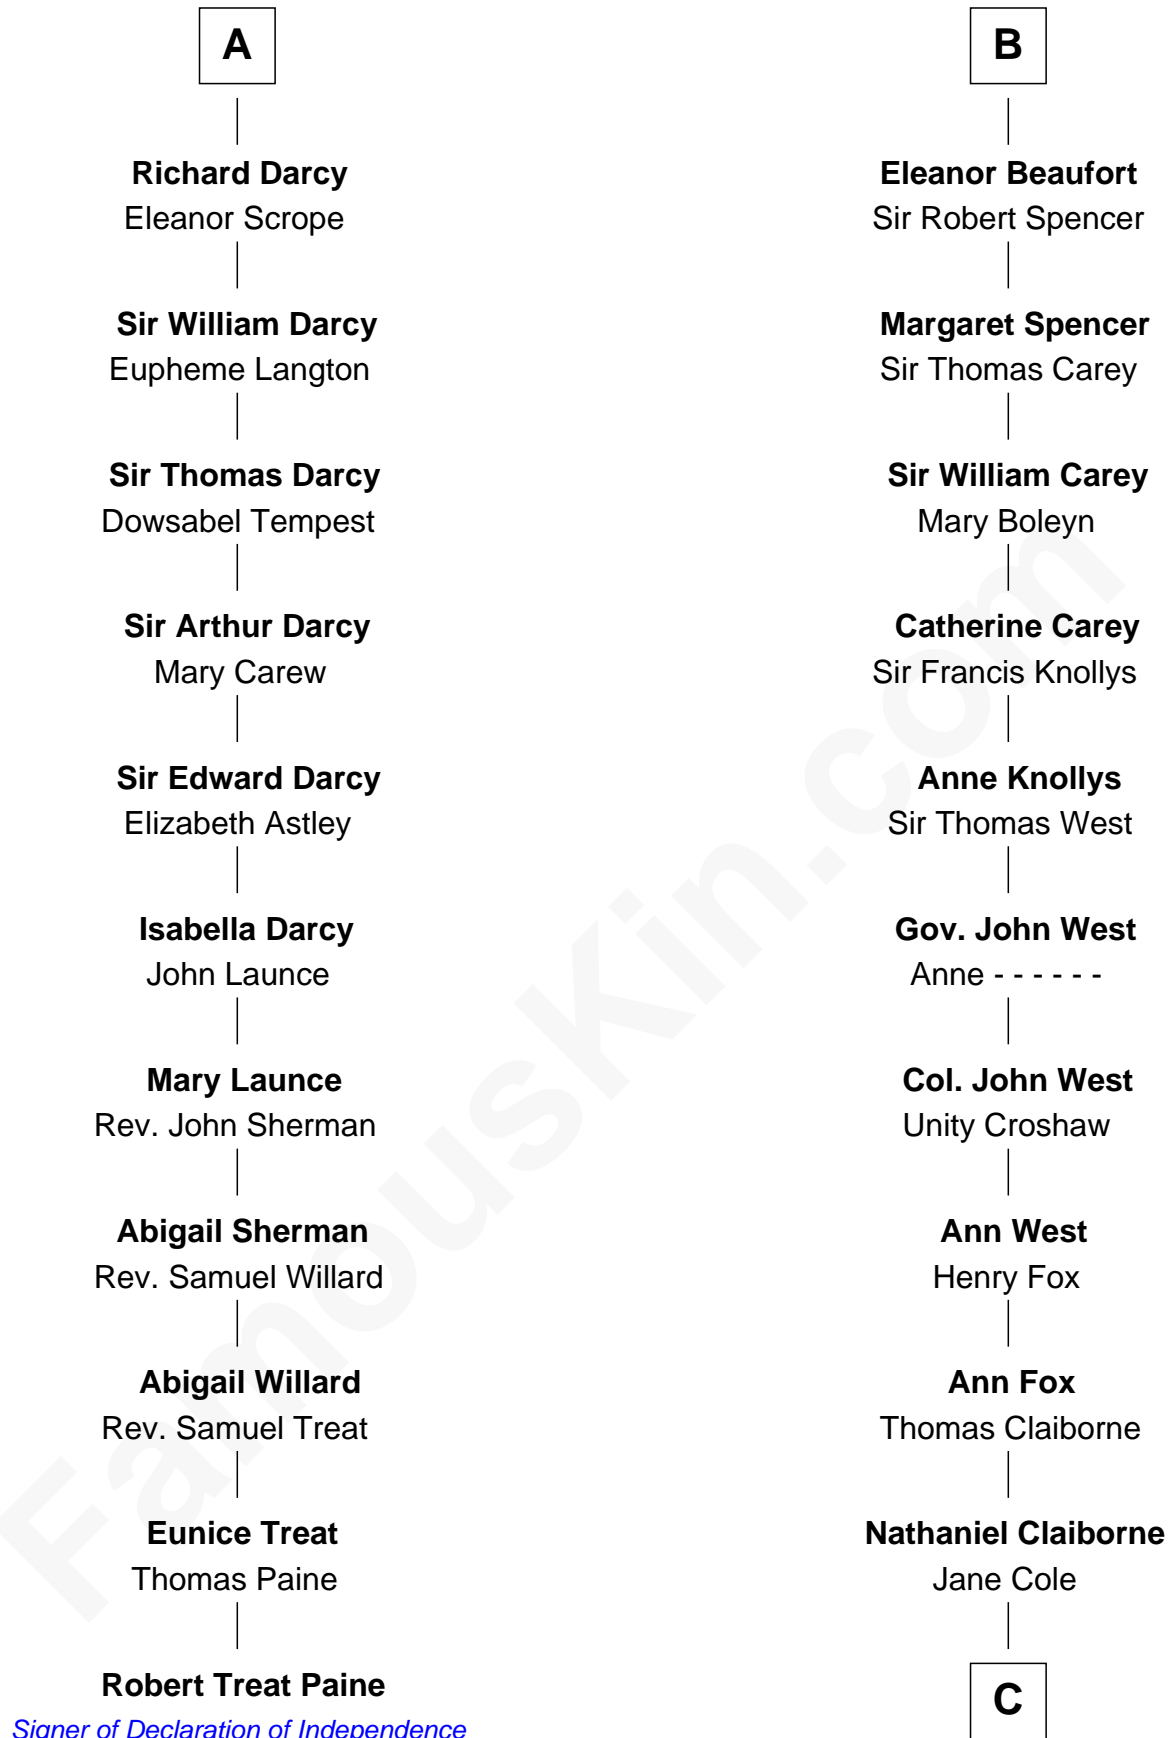 A
Richard Darcy
Eleanor Scrope
Sir William Darcy
Eupheme Langton
Sir Thomas Darcy
Dowsabel Tempest
Sir Arthur Darcy
Mary Carew
Sir Edward Darcy
Elizabeth Astley
Isabella Darcy
John Launce
Mary Launce
Rev. John Sherman
Abigail Sherman
Rev. Samuel Willard
Abigail Willard
Rev. Samuel Treat
Eunice Treat
Thomas Paine
Robert Treat Paine
Signer of Declaration of Independence
B
Eleanor Beaufort
Sir Robert Spencer
Margaret Spencer
Sir Thomas Carey
Sir William Carey
Mary Boleyn
Catherine Carey
Sir Francis Knollys
Anne Knollys
Sir Thomas West
Gov. John West
Anne - - - - - -
Col. John West
Unity Croshaw
Ann West
Henry Fox
Ann Fox
Thomas Claiborne
Nathaniel Claiborne
Jane Cole
C
FamousKin.com